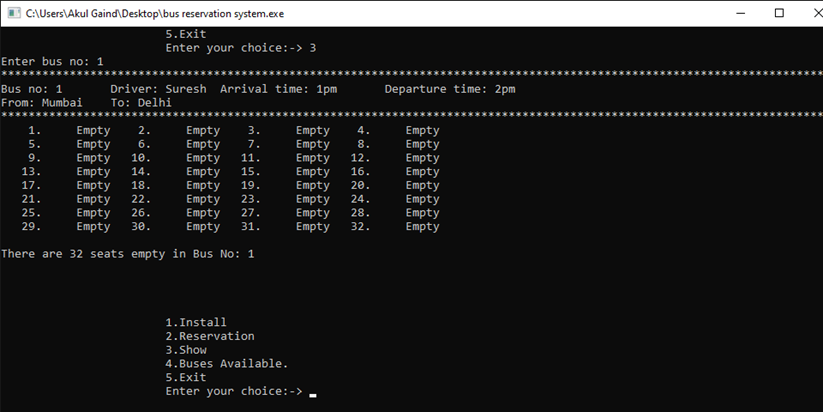 C:\Users\Akul Gaind\Desktop\bus reservation system.exe
5.Exit
Enter your choice:-> 3
Enter bus no: 1
************************************************************************************************************************
Bus no: 1 Driver: Suresh Arrival time: 1pm Departure time: 2pm
From: Mumbai To: Delhi
************************************************************************************************************************
1. Empty 2. Empty 3. Empty 4. Empty
5. Empty 6. Empty 7. Empty 8. Empty
9. Empty 10. Empty 11. Empty 12. Empty
13. Empty 14. Empty 15. Empty 16. Empty
17. Empty 18. Empty 19. Empty 20. Empty
21. Empty 22. Empty 23. Empty 24. Empty
25. Empty 26. Empty 27. Empty 28. Empty
29. Empty 30. Empty 31. Empty 32. Empty
There are 32 seats empty in Bus No: 1
1.Install
2.Reservation
3.Show
4.Buses Available.
5.Exit
Enter your choice:->